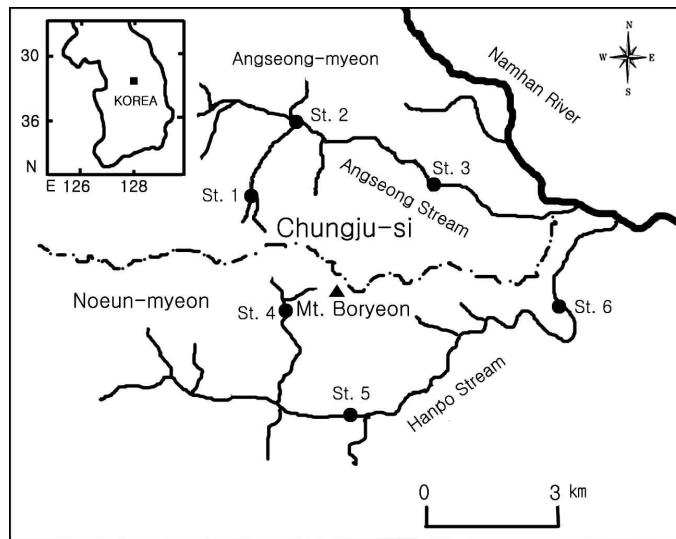 30
36
N
E 126
128
KOREA
Angseong-myeon
Namhan River
N
W
E
S
St. 2
St. 3
Angseong Stream
St. 1
Chungju-si
Noeun-myeon
St. 4
Mt. Boryeon
St. 6
St. 5
Hanpo Stream
0
3 km